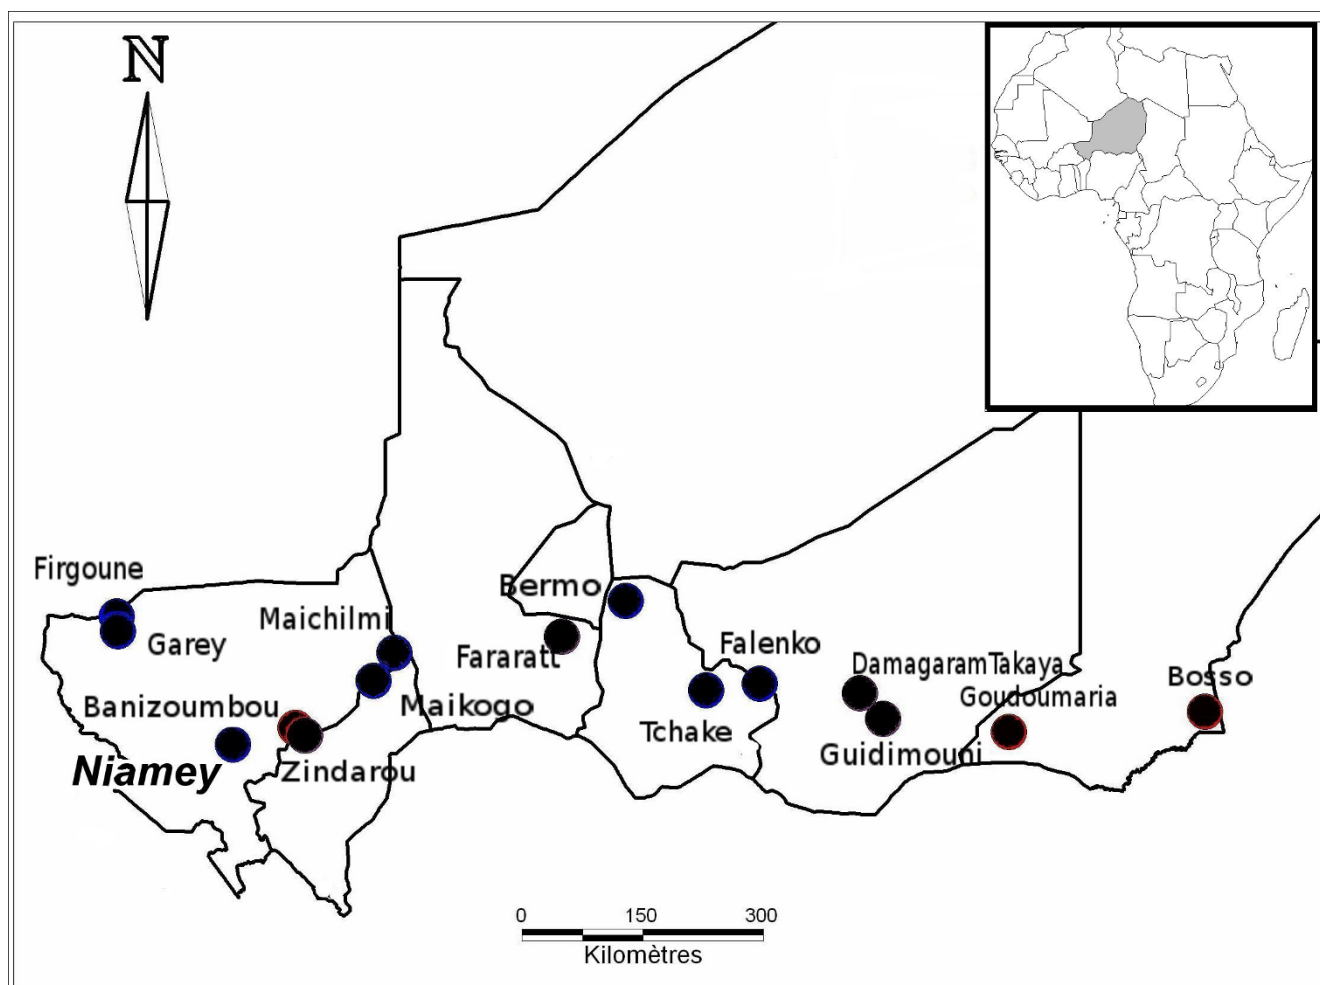 N
Firgoune
Bermo
Maichilmi
Garey
Falenko
Fararatt
DamagaramTakaya
Bosso
Goudoumaria
Banizoumbou
Maikogo
Tchake
Guidimouni
Niamey
Zindarou
0 150 300
Kilomètres